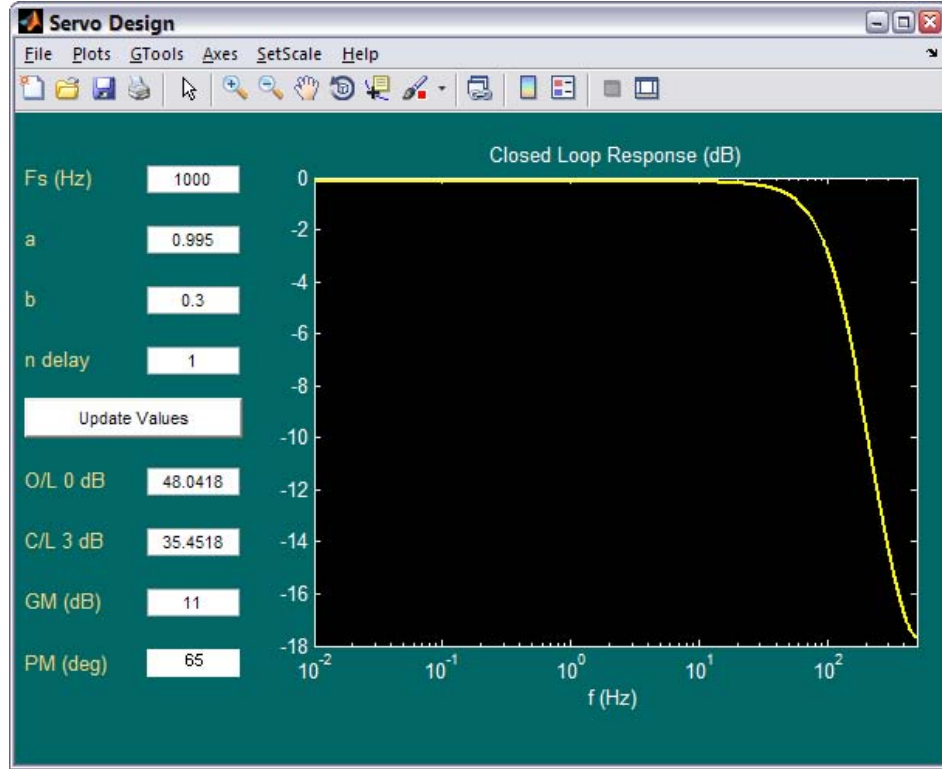 Servo Design
File Plots GTools Axes SetScale Help
Closed Loop Response (dB)
Fs (Hz) 1000
a 0.995
b 0.3
n delay 1
Update Values
O/L 0 dB 48.0418
C/L 3 dB 35.4518
GM (dB) 11
PM (deg) 65
0
-2
-4
-6
-8
-10
-12
-14
-16
-18
10^-2 10^-1 10^0 10^1 10^2
f (Hz)